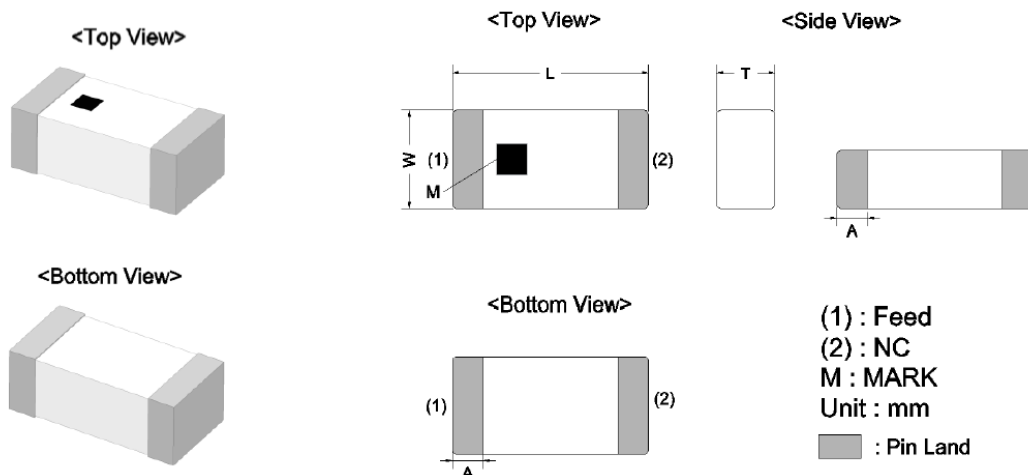 <Top View>
<Top View>
<Side View>
L
T
W
(1)
(2)
M
A
<Bottom View>
<Bottom View>
(1)
(2)
A
(1) : Feed
(2) : NC
M : MARK
Unit : mm
: Pin Land